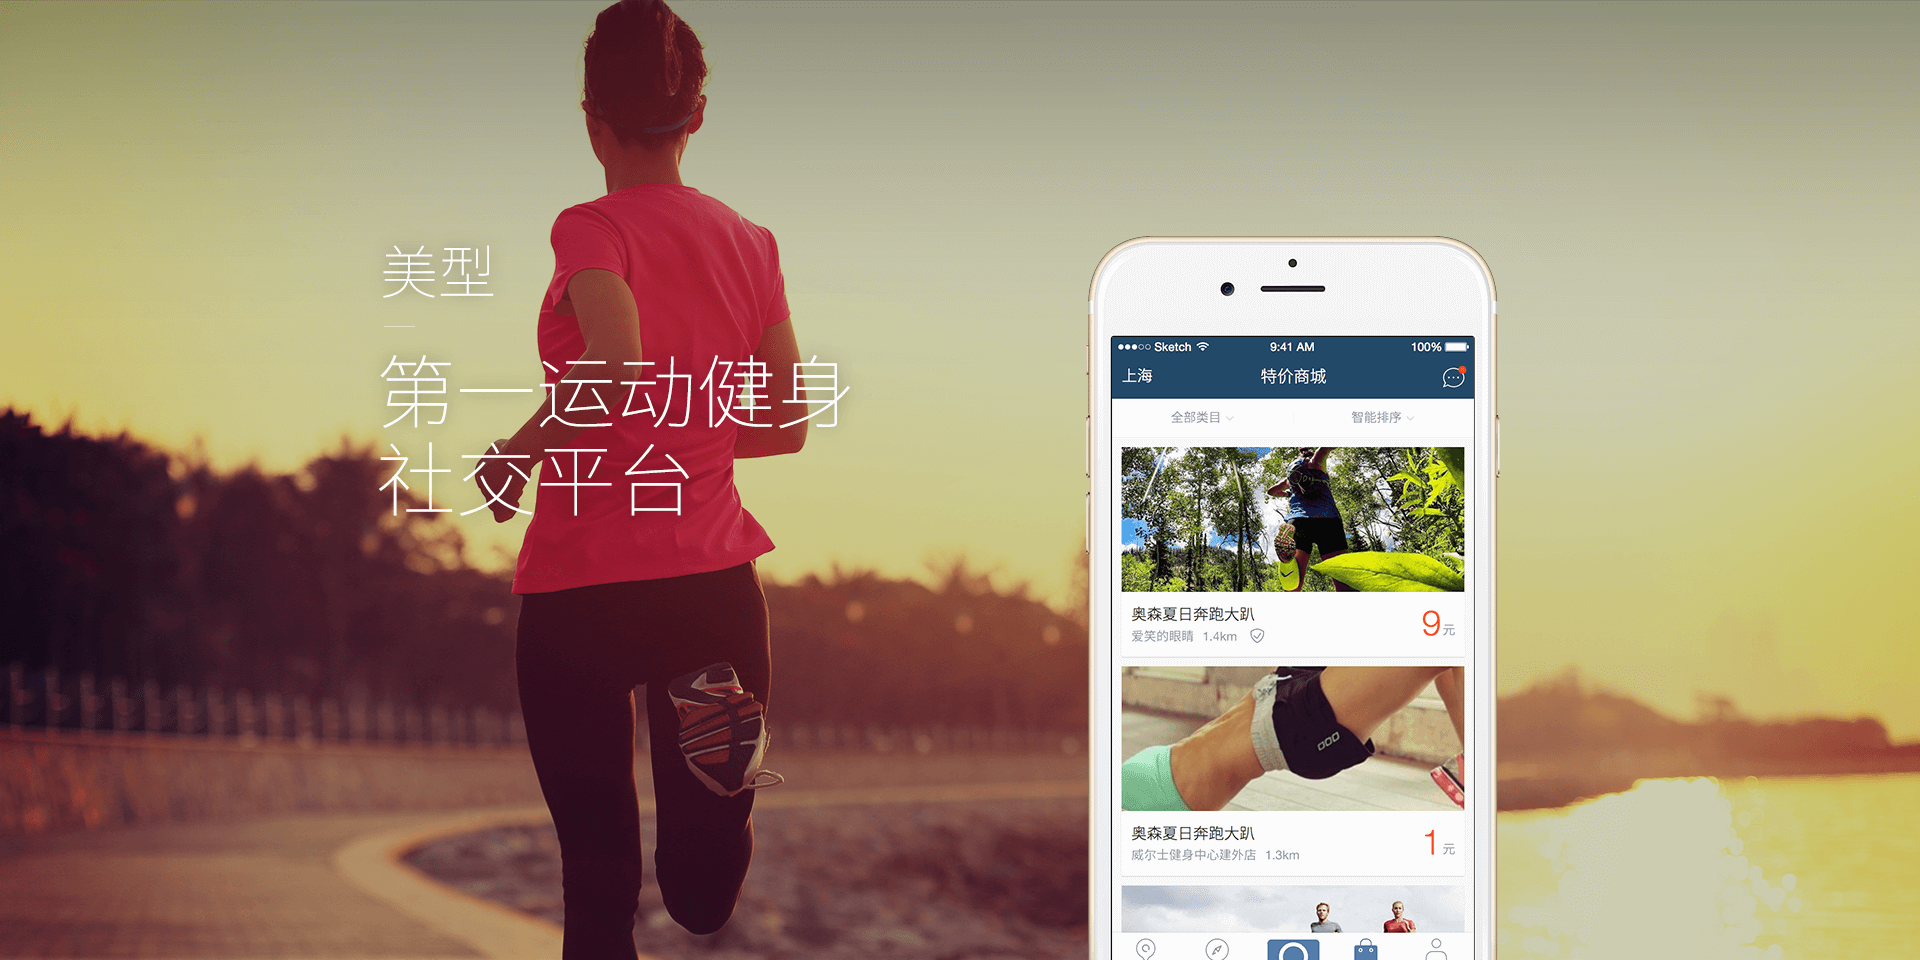 美型
第一运动健身
社交平台
Sketch 9:41 AM 100%
上海 特价商城
全部类目 智能排序
奥森夏日奔跑大趴
9元
爱笑的眼睛 1.4km
奥森夏日奔跑大趴
1元
威尔士健身中心建外店 1.3km